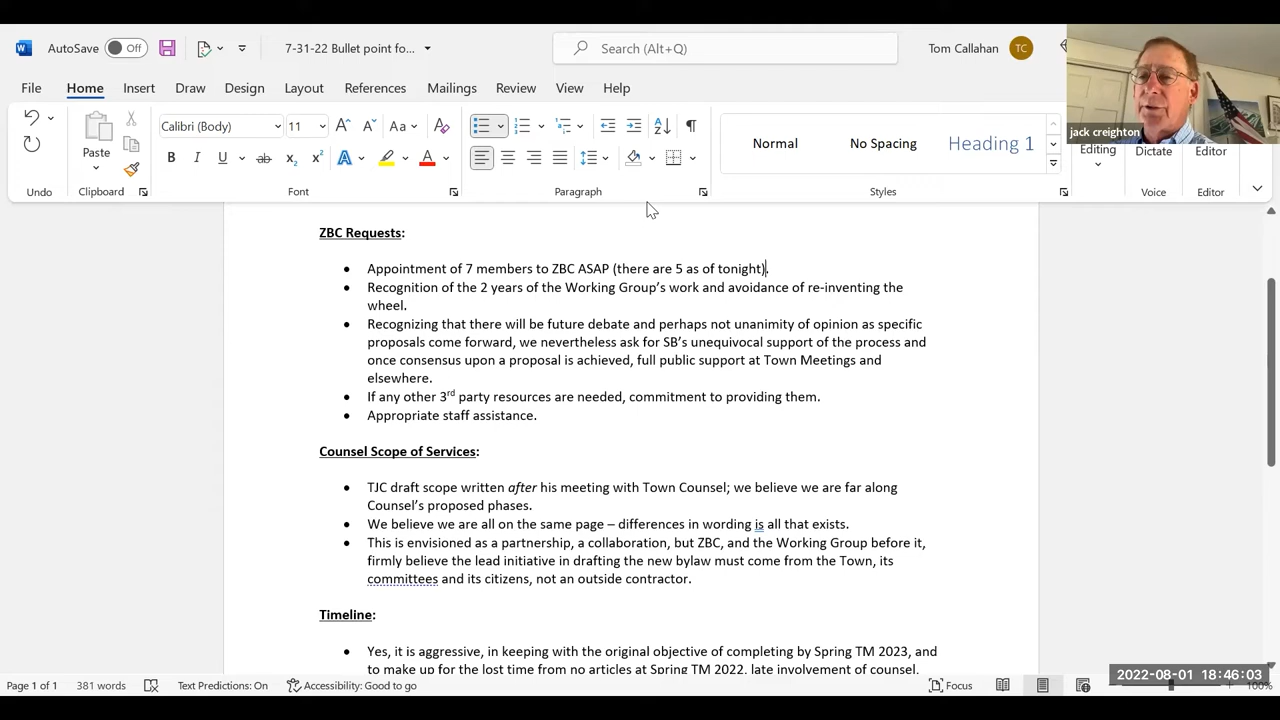 AutoSave Off 7-31-22 Bullet point fo... Search (Alt+Q) Tom Callahan TC
File Home Insert Draw Design Layout References Mailings Review View Help
jack creighton
Calibri (Body) 11 Aa
Paste
Normal No Spacing Heading 1
Editing Dictate Editor
Undo Clipboard Font Paragraph Styles Voice Editor
ZBC Requests:
• Appointment of 7 members to ZBC ASAP (there are 5 as of tonight).
• Recognition of the 2 years of the Working Group's work and avoidance of re-inventing the
wheel.
• Recognizing that there will be future debate and perhaps not unanimity of opinion as specific
proposals come forward, we nevertheless ask for SB's unequivocal support of the process and
once consensus upon a proposal is achieved, full public support at Town Meetings and
elsewhere.
• If any other 3rd party resources are needed, commitment to providing them.
• Appropriate staff assistance.
Counsel Scope of Services:
• TJC draft scope written after his meeting with Town Counsel; we believe we are far along
Counsel's proposed phases.
• We believe we are all on the same page – differences in wording is all that exists.
• This is envisioned as a partnership, a collaboration, but ZBC, and the Working Group before it,
firmly believe the lead initiative in drafting the new bylaw must come from the Town, its
committees and its citizens, not an outside contractor.
Timeline:
• Yes, it is aggressive, in keeping with the original objective of completing by Spring TM 2023, and
to make up for the lost time from no articles at Spring TM 2022, late involvement of counsel.
Page 1 of 1 381 words Text Predictions: On Accessibility: Good to go Focus 100%
2022-08-01 18:46:03